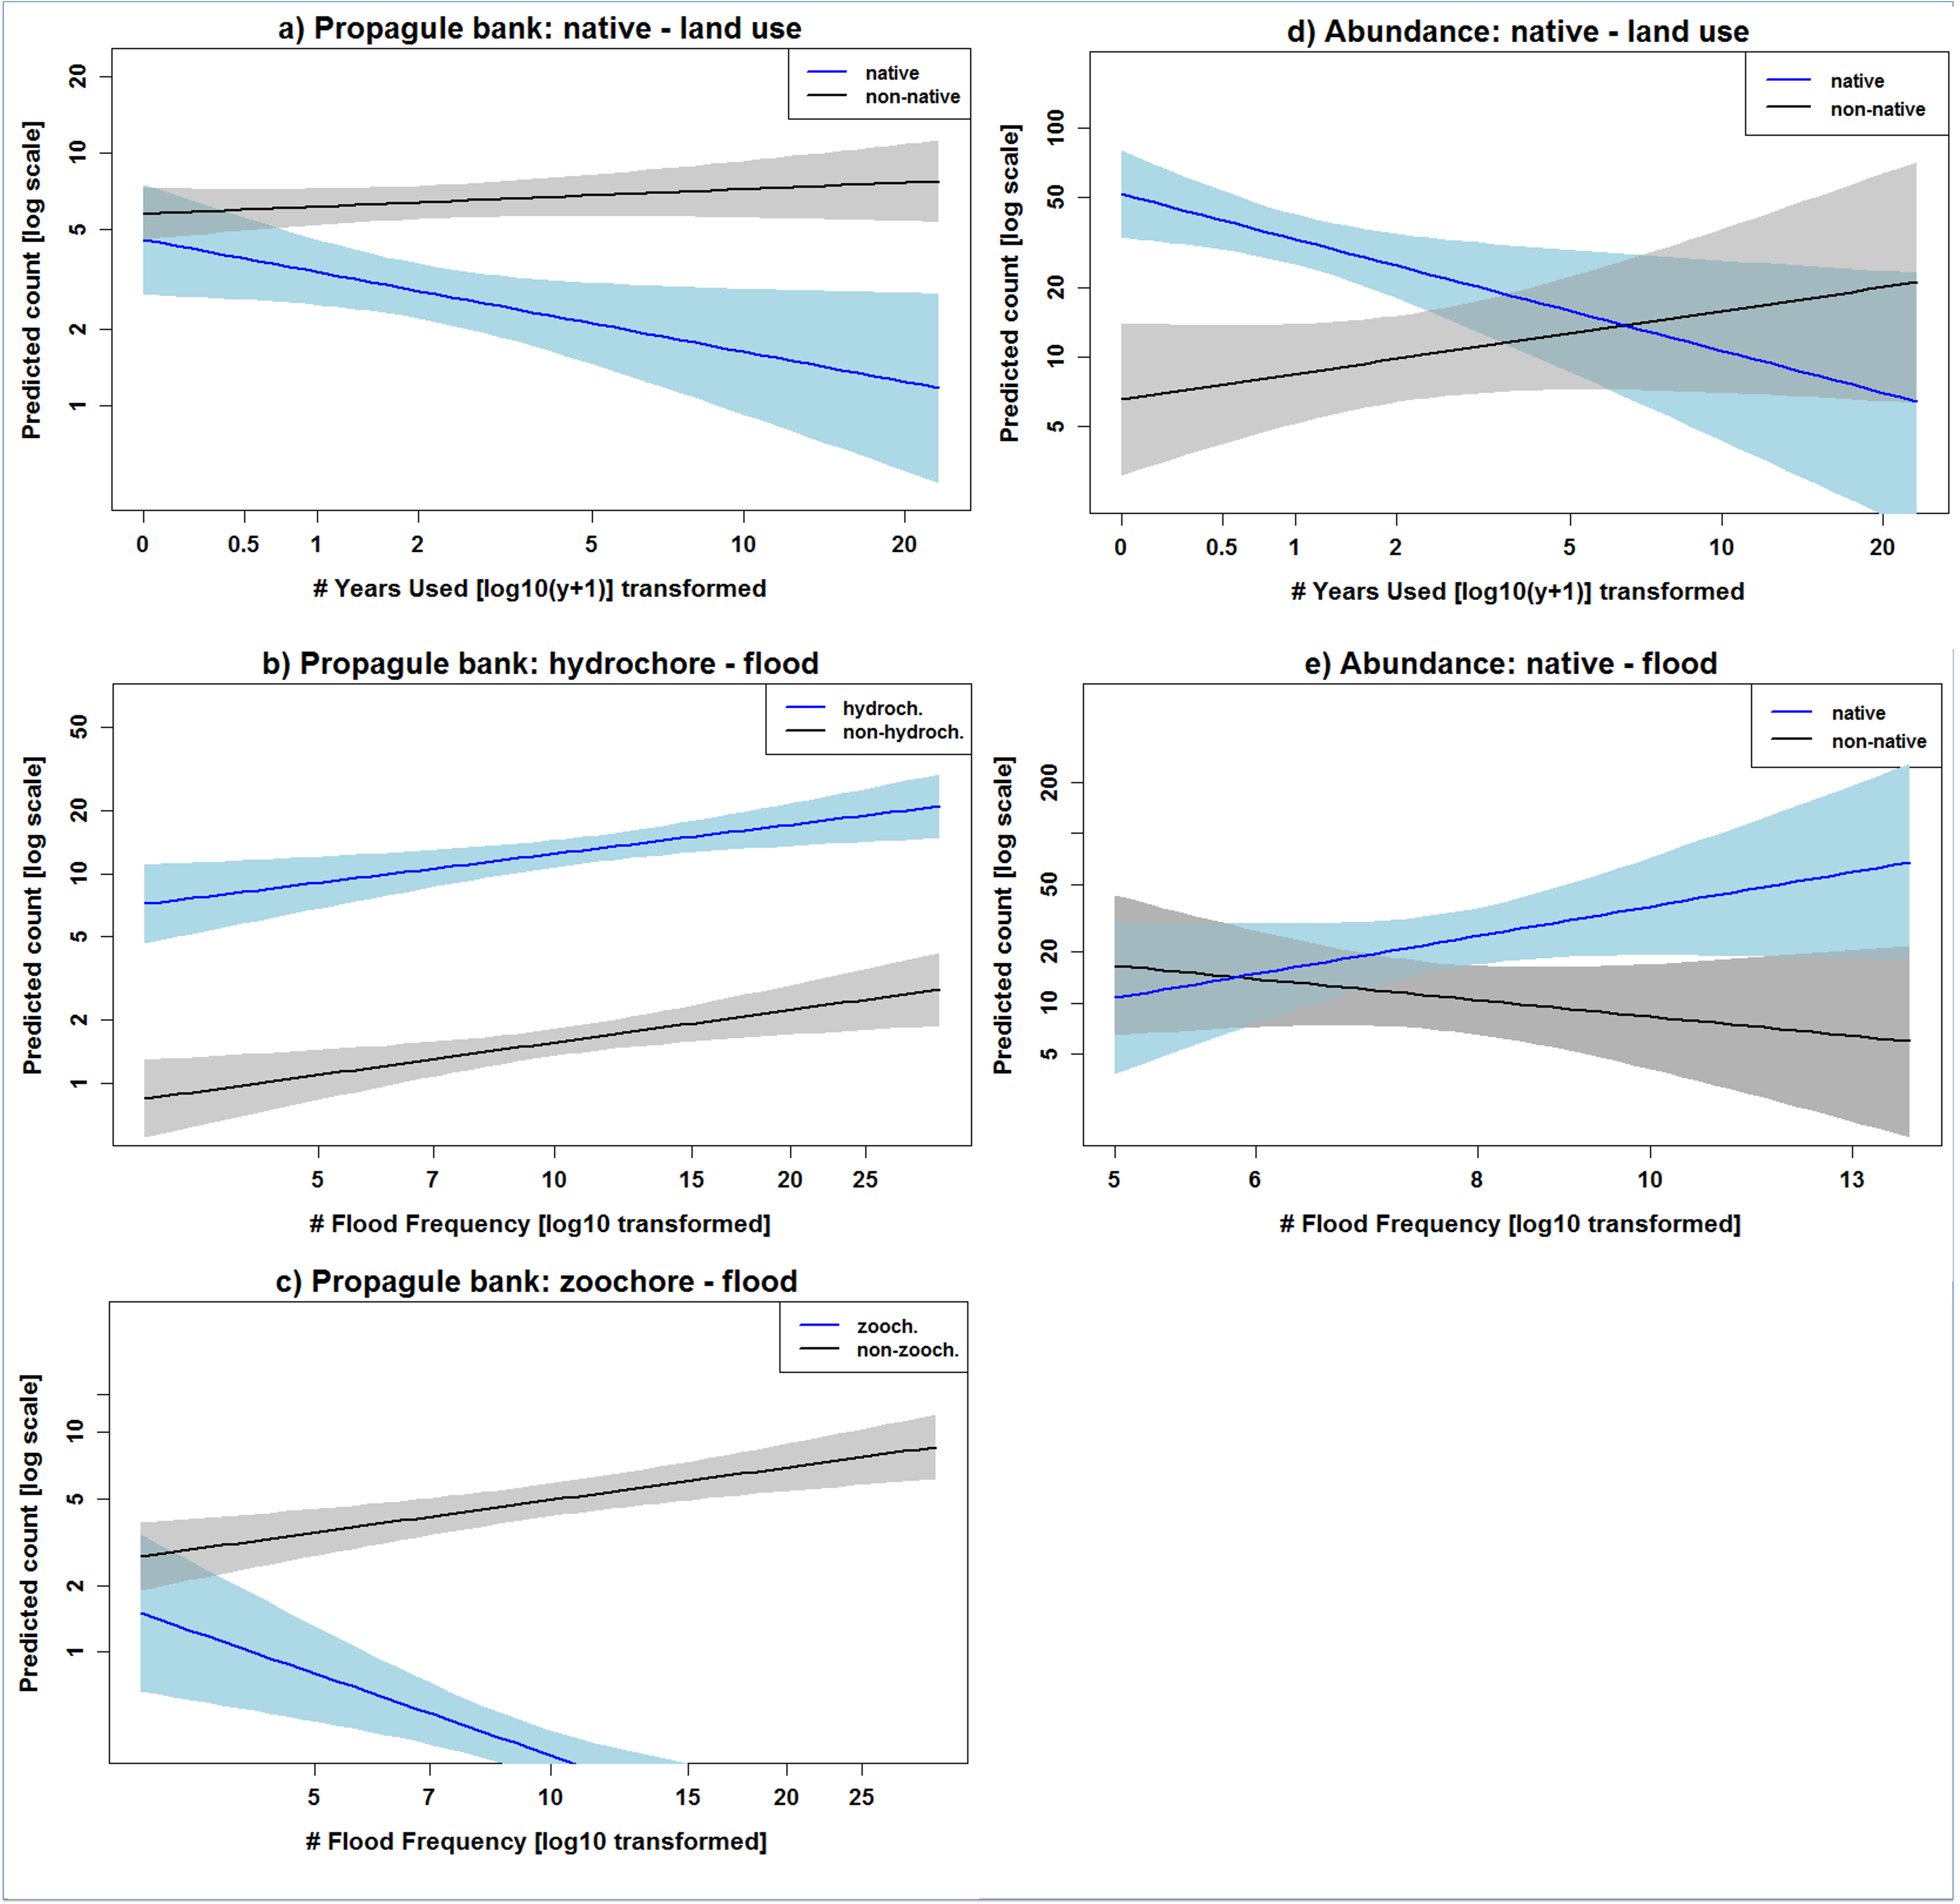 a) Propagule bank: native - land use
native
non-native
Predicted count [log scale]
20
10
5
2
1
0 0.5 1 2 5 10 20
# Years Used [log10(y+1)] transformed
d) Abundance: native - land use
native
non-native
Predicted count [log scale]
100
50
20
10
5
0 0.5 1 2 5 10 20
# Years Used [log10(y+1)] transformed
b) Propagule bank: hydrochore - flood
hydroch.
non-hydroch.
Predicted count [log scale]
50
20
10
5
2
1
5 7 10 15 20 25
# Flood Frequency [log10 transformed]
e) Abundance: native - flood
native
non-native
Predicted count [log scale]
200
50
20
10
5
5 6 8 10 13
# Flood Frequency [log10 transformed]
c) Propagule bank: zoochore - flood
zooch.
non-zooch.
Predicted count [log scale]
10
5
2
1
5 7 10 15 20 25
# Flood Frequency [log10 transformed]